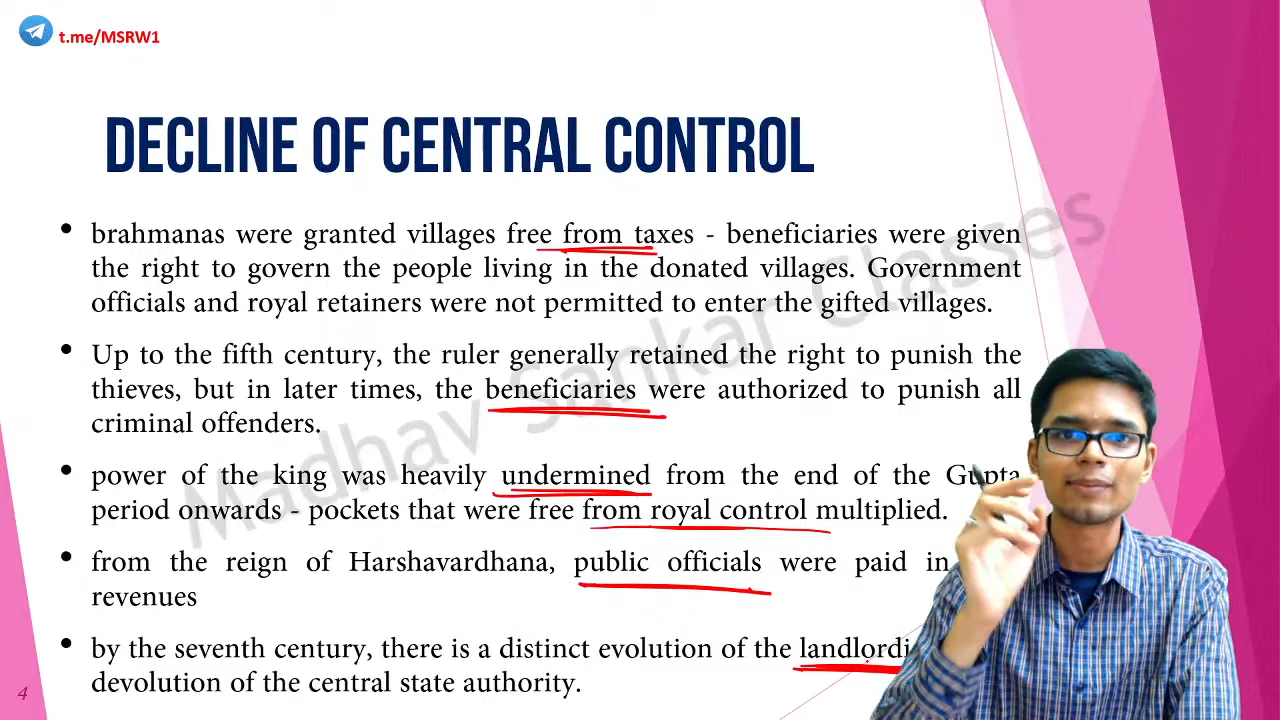 t.me/MSRW1
DECLINE OF CENTRAL CONTROL
• brahmanas were granted villages free from taxes - beneficiaries were given
the right to govern the people living in the donated villages. Government
officials and royal retainers were not permitted to enter the gifted villages.
• Up to the fifth century, the ruler generally retained the right to punish the
thieves, but in later times, the beneficiaries were authorized to punish all
criminal offenders.
• power of the king was heavily undermined from the end of the Gupta
period onwards - pockets that were free from royal control multiplied.
• from the reign of Harshavardhana, public officials were paid in
revenues
• by the seventh century, there is a distinct evolution of the
devolution of the central state authority.
4
Madhav Sankar Classes